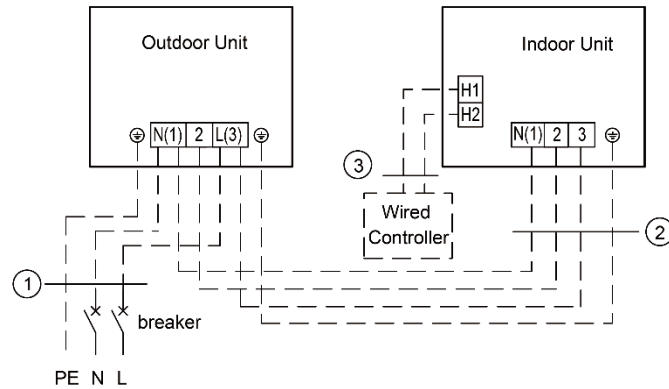 Outdoor Unit
Indoor Unit
H1
H2
N(1) 2 L(3)
N(1) 2 3
3
Wired
Controller
2
1
breaker
PE N L